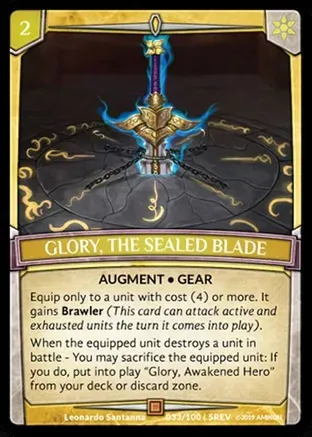 2
GLORY, THE SEALED BLADE
AUGMENT • GEAR
Equip only to a unit with cost (4) or more. It
gains Brawler (This card can attack active and
exhausted units the turn it comes into play).
When the equipped unit destroys a unit in
battle - You may sacrifice the equipped unit: If
you do, put into play “Glory, Awakened Hero”
from your deck or discard zone.
Leonardo Santanna 033/100 LSREV ©2019